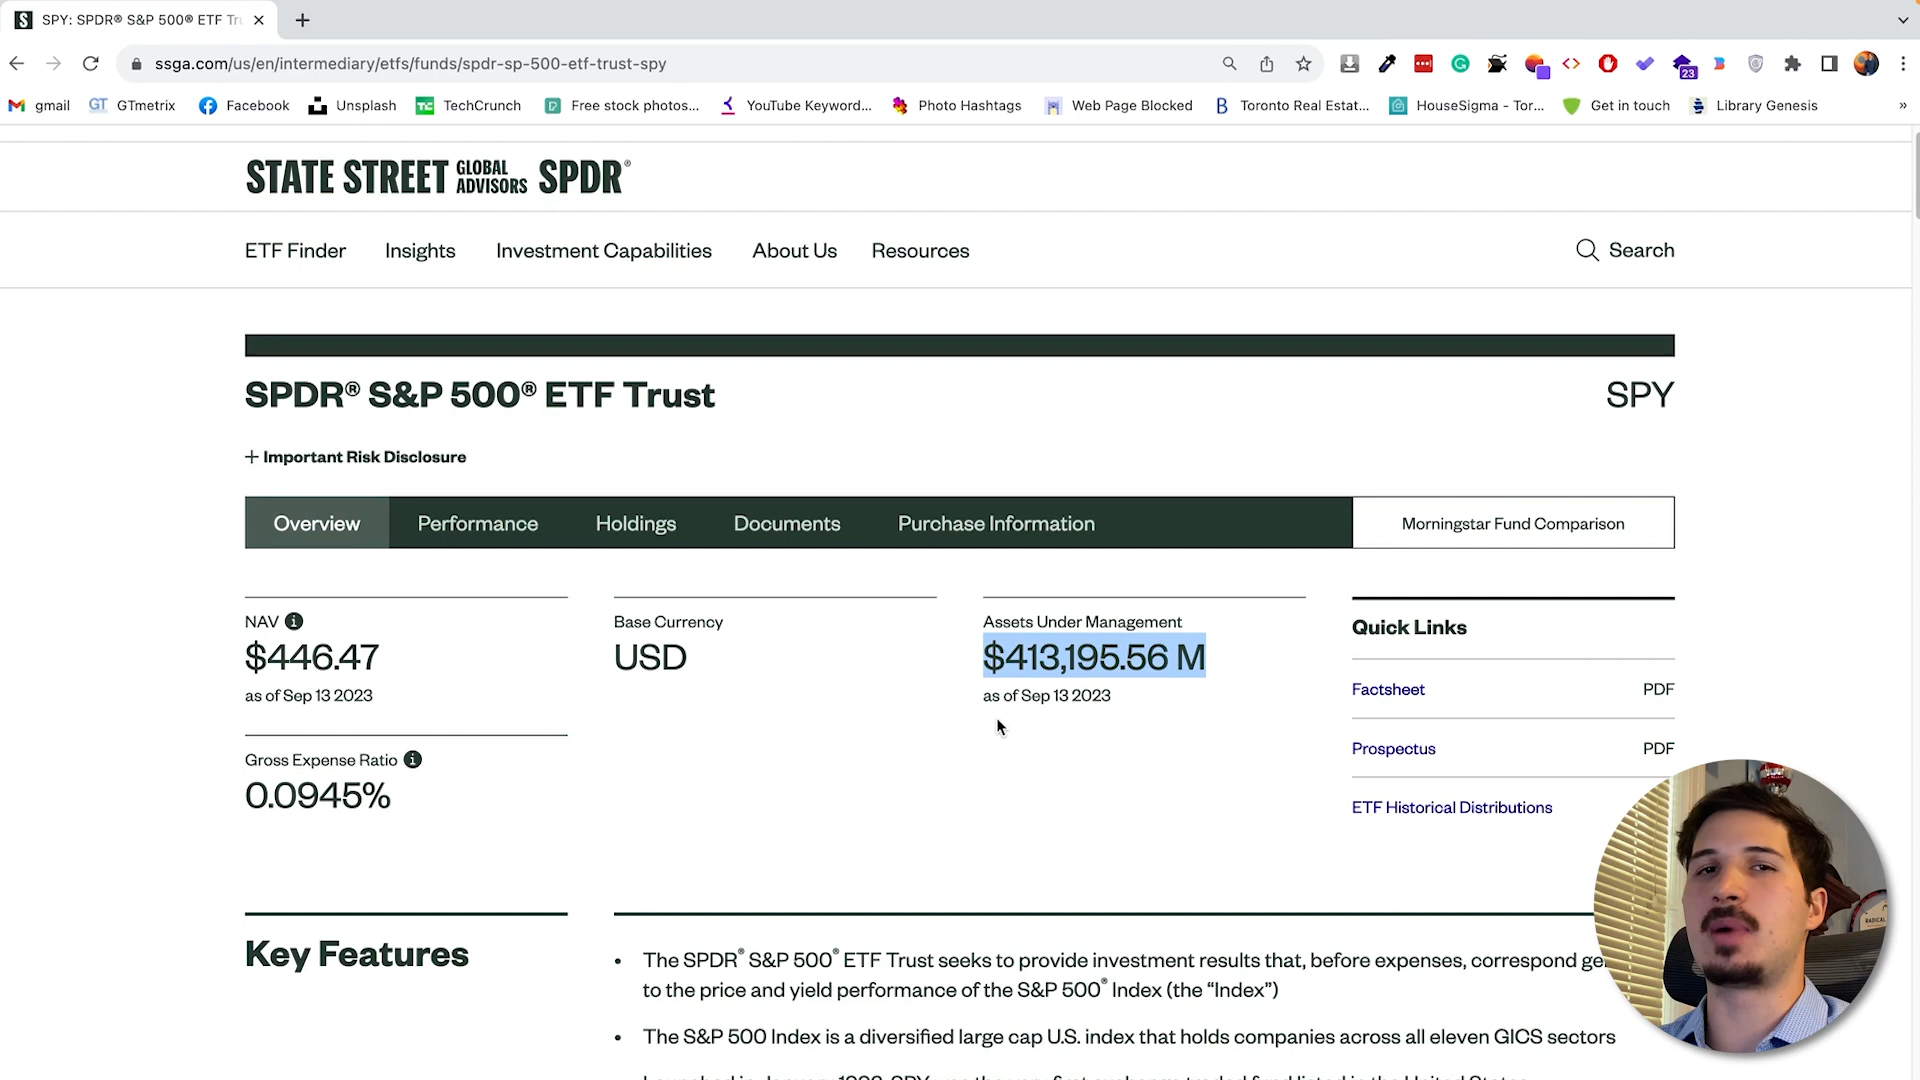 SPY: SPDR® S&P 500® ETF Tr
ssga.com/us/en/intermediary/etfs/funds/spdr-sp-500-etf-trust-spy
23
gmail GTmetrix Facebook Unsplash TechCrunch Free stock photos... YouTube Keyword... Photo Hashtags Web Page Blocked Toronto Real Estat... HouseSigma - Tor... Get in touch Library Genesis »
STATE STREET GLOBAL ADVISORS SPDR®
ETF Finder Insights Investment Capabilities About Us Resources Search
SPDR® S&P 500® ETF Trust SPY
+ Important Risk Disclosure
Overview Performance Holdings Documents Purchase Information Morningstar Fund Comparison
NAV
$446.47
as of Sep 13 2023
Base Currency
USD
Assets Under Management
$413,195.56 M
as of Sep 13 2023
Gross Expense Ratio
0.0945%
Quick Links
Factsheet PDF
Prospectus PDF
ETF Historical Distributions
Key Features
• The SPDR® S&P 500® ETF Trust seeks to provide investment results that, before expenses, correspond ge
to the price and yield performance of the S&P 500® Index (the “Index”)
• The S&P 500 Index is a diversified large cap U.S. index that holds companies across all eleven GICS sectors
RADICAL